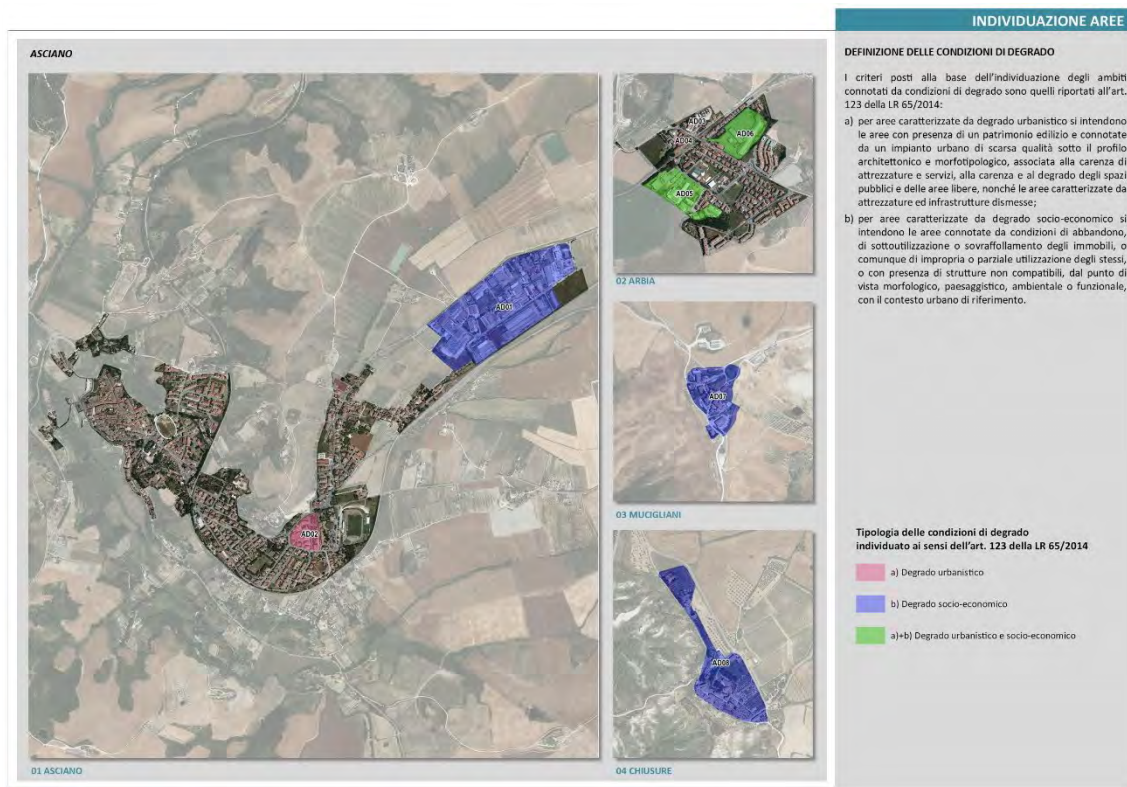 INDIVIDUAZIONE AREE
ASCIANO
AD01
AD02
01 ASCIANO
AD03
AD04
AD06
AD05
02 ARBIA
AD07
03 MUCIGLIANI
AD08
04 CHIUSURE
DEFINIZIONE DELLE CONDIZIONI DI DEGRADO
I criteri posti alla base dell'individuazione degli ambiti
connotati da condizioni di degrado sono quelli riportati all'art.
123 della LR 65/2014:
a) per aree caratterizzate da degrado urbanistico si intendono
le aree con presenza di un patrimonio edilizio e connotate
da un impianto urbano di scarsa qualità sotto il profilo
architettonico e morfotipologico, associata alla carenza di
attrezzature e servizi, alla carenza e al degrado degli spazi
pubblici e delle aree libere, nonché le aree caratterizzate da
attrezzature ed infrastrutture dismesse;
b) per aree caratterizzate da degrado socio-economico si
intendono le aree connotate da condizioni di abbandono,
di sottoutilizzazione o sovraffollamento degli immobili, o
comunque di impropria o parziale utilizzazione degli stessi,
o con presenza di strutture non compatibili, dal punto di
vista morfologico, paesaggistico, ambientale o funzionale,
con il contesto urbano di riferimento.
Tipologia delle condizioni di degrado
individuato ai sensi dell'art. 123 della LR 65/2014
a) Degrado urbanistico
b) Degrado socio-economico
a)+b) Degrado urbanistico e socio-economico